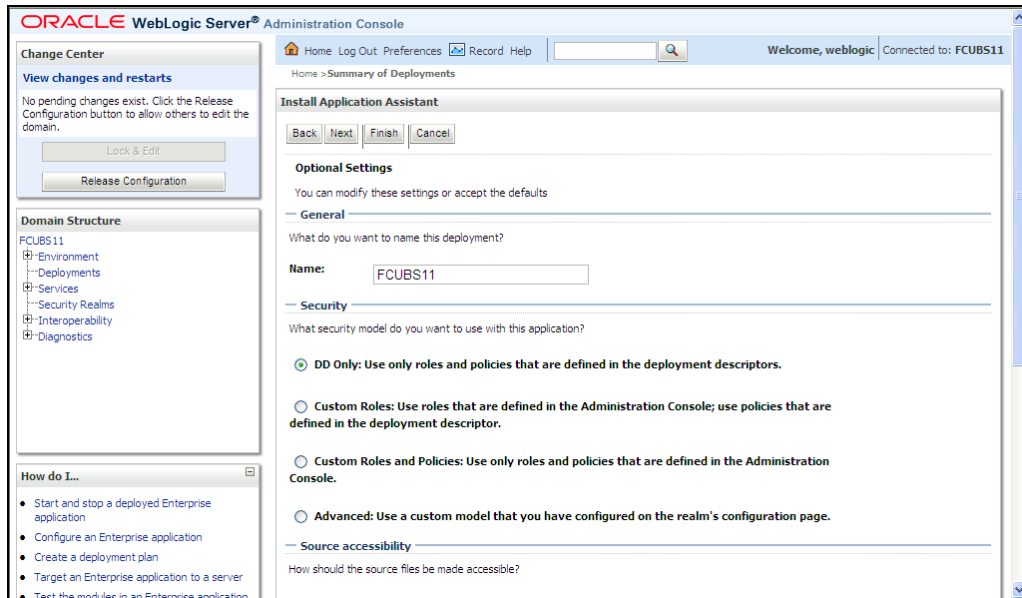 ORACLE WebLogic Server® Administration Console
Change Center
View changes and restarts
No pending changes exist. Click the Release
Configuration button to allow others to edit the
domain.
Lock & Edit
Release Configuration
Domain Structure
FCUBS11
Environment
Deployments
Services
Security Realms
Interoperability
Diagnostics
How do I...
Start and stop a deployed Enterprise
application
Configure an Enterprise application
Create a deployment plan
Target an Enterprise application to a server
Test the modules in an Enterprise application
Home Log Out Preferences Record Help
Welcome, weblogic Connected to: FCUBS11
Home >Summary of Deployments
Install Application Assistant
Back Next Finish Cancel
Optional Settings
You can modify these settings or accept the defaults
General
What do you want to name this deployment?
Name: FCUBS11
Security
What security model do you want to use with this application?
DD Only: Use only roles and policies that are defined in the deployment descriptors.
Custom Roles: Use roles that are defined in the Administration Console; use policies that are
defined in the deployment descriptor.
Custom Roles and Policies: Use only roles and policies that are defined in the Administration
Console.
Advanced: Use a custom model that you have configured on the realm's configuration page.
Source accessibility
How should the source files be made accessible?